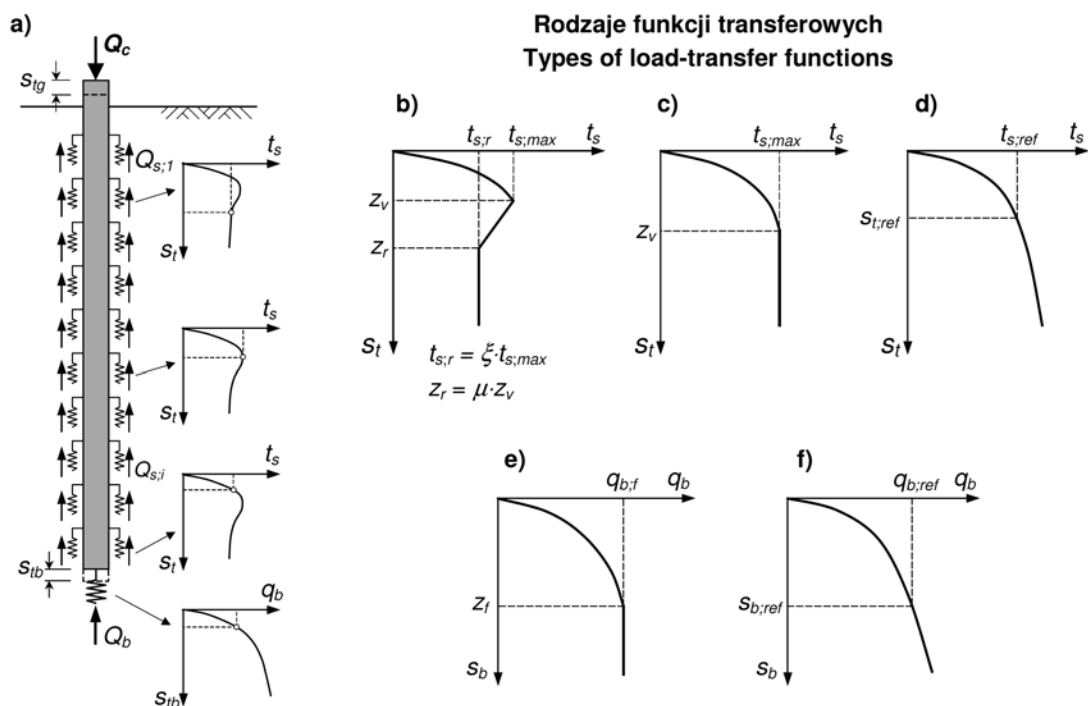 a)
Q_c
s_tg
t_s
Q_s;1
s_t
t_s
s_t
t_s
Q_s;i
s_t
s_tb
q_b
Q_b
s_tb
Rodzaje funkcji transferowych
Types of load-transfer functions
b)
t_s;r t_s;max t_s
z_v
z_r
s_t
t_s;r = ξ·t_s;max
z_r = μ·z_v
c)
t_s;max t_s
z_v
s_t
d)
t_s;ref t_s
s_t;ref
s_t
e)
q_b;f q_b
z_f
s_b
f)
q_b;ref q_b
s_b;ref
s_b